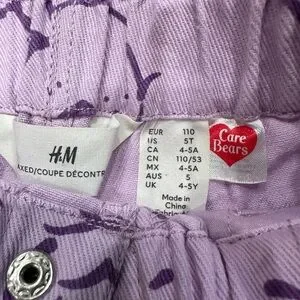 H&M
AXED/COUPE DÉCONTR
EUR 110
US 5T
CA 4-5A
CN 110/53
MX 4-5A
AUS 5
UK 4-5Y
Made in
China
Care
Bears